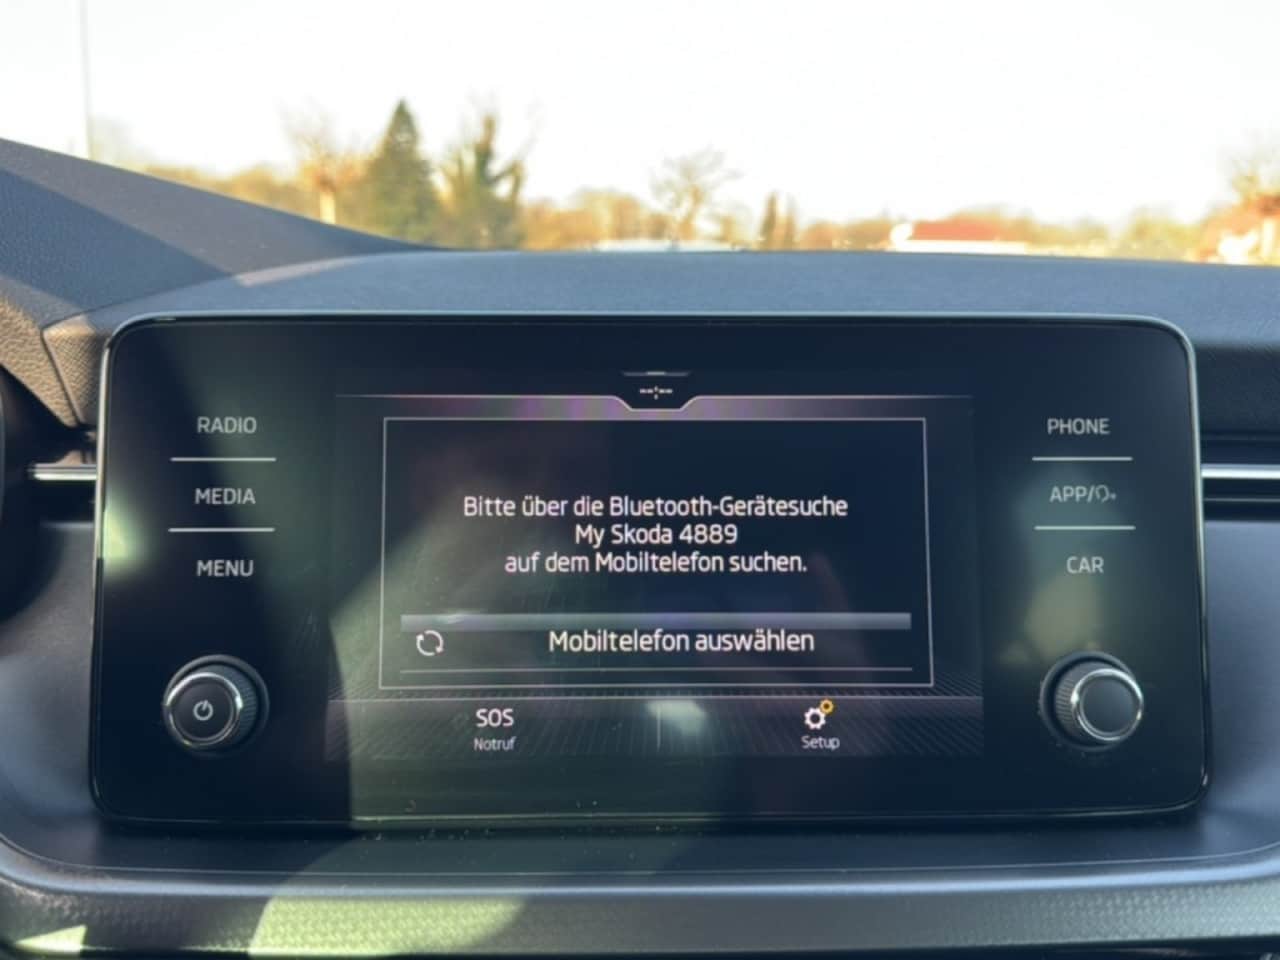 --:--
RADIO
MEDIA
MENU
Bitte über die Bluetooth-Gerätesuche
My Skoda 4889
auf dem Mobiltelefon suchen.
Mobiltelefon auswählen
SOS
Notruf
Setup
PHONE
APP/
CAR